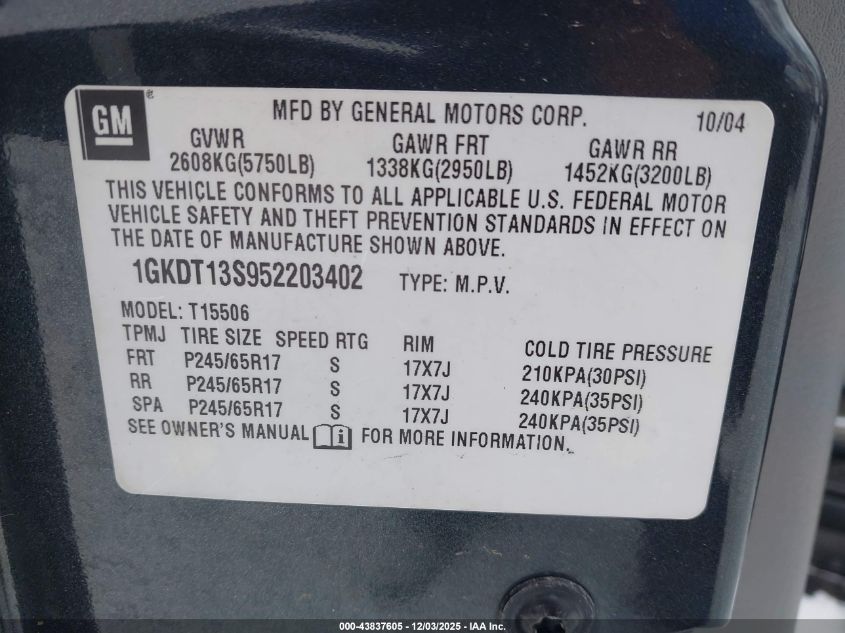 GM®
MFD BY GENERAL MOTORS CORP. 10/04
GVWR GAWR FRT GAWR RR
2608KG(5750LB) 1338KG(2950LB) 1452KG(3200LB)
THIS VEHICLE CONFORMS TO ALL APPLICABLE U.S. FEDERAL MOTOR
VEHICLE SAFETY AND THEFT PREVENTION STANDARDS IN EFFECT ON
THE DATE OF MANUFACTURE SHOWN ABOVE.
1GKDT13S952203402 TYPE: M.P.V.
MODEL: T15506
TPMJ TIRE SIZE SPEED RTG RIM COLD TIRE PRESSURE
FRT P245/65R17 S 17X7J 210KPA(30PSI)
RR P245/65R17 S 17X7J 240KPA(35PSI)
SPA P245/65R17 S 17X7J 240KPA(35PSI)
SEE OWNER'S MANUAL i FOR MORE INFORMATION.
000-43837605 - 12/03/2025 - IAA Inc.